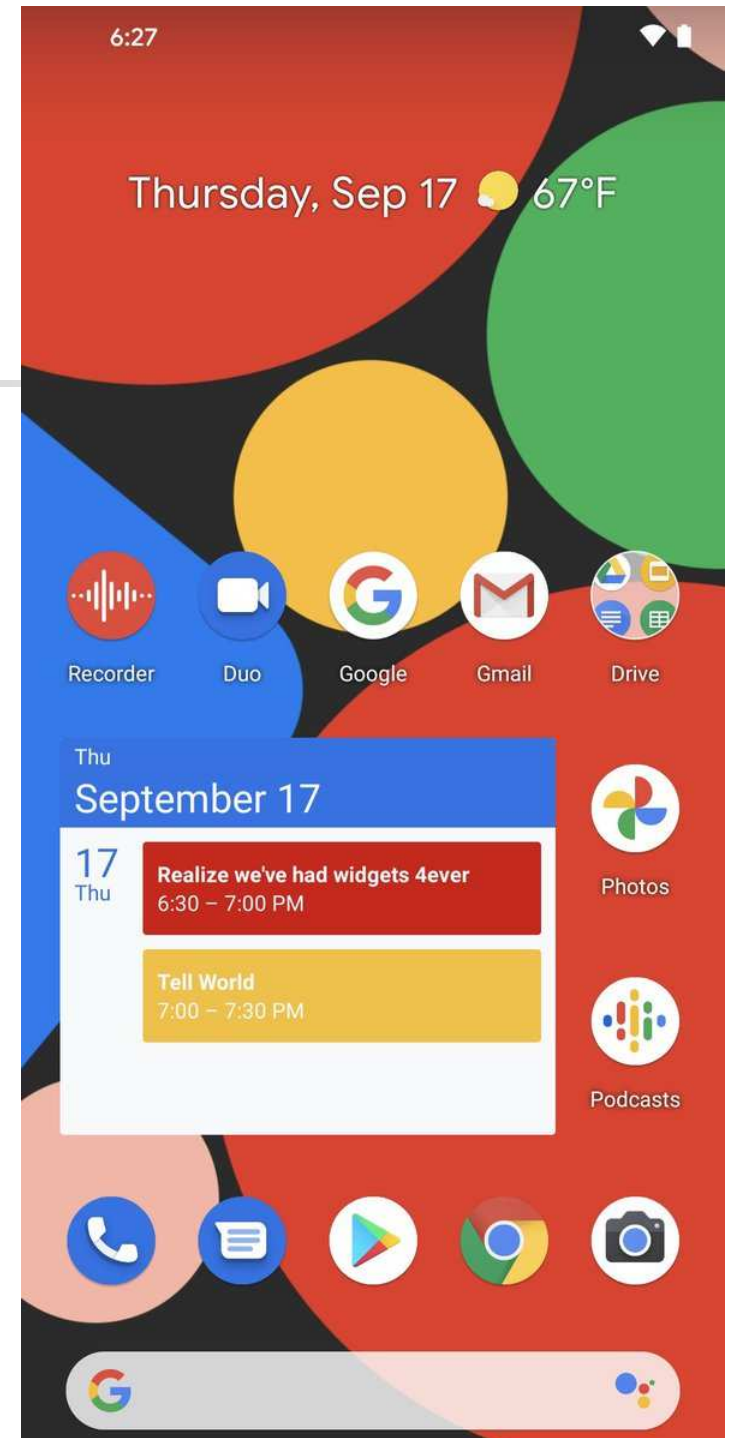 6:27
Thursday, Sep 17 67°F
Recorder Duo Google Gmail Drive
Thu
September 17
17
Thu
Realize we've had widgets 4ever
6:30 – 7:00 PM
Tell World
7:00 – 7:30 PM
Photos
Podcasts